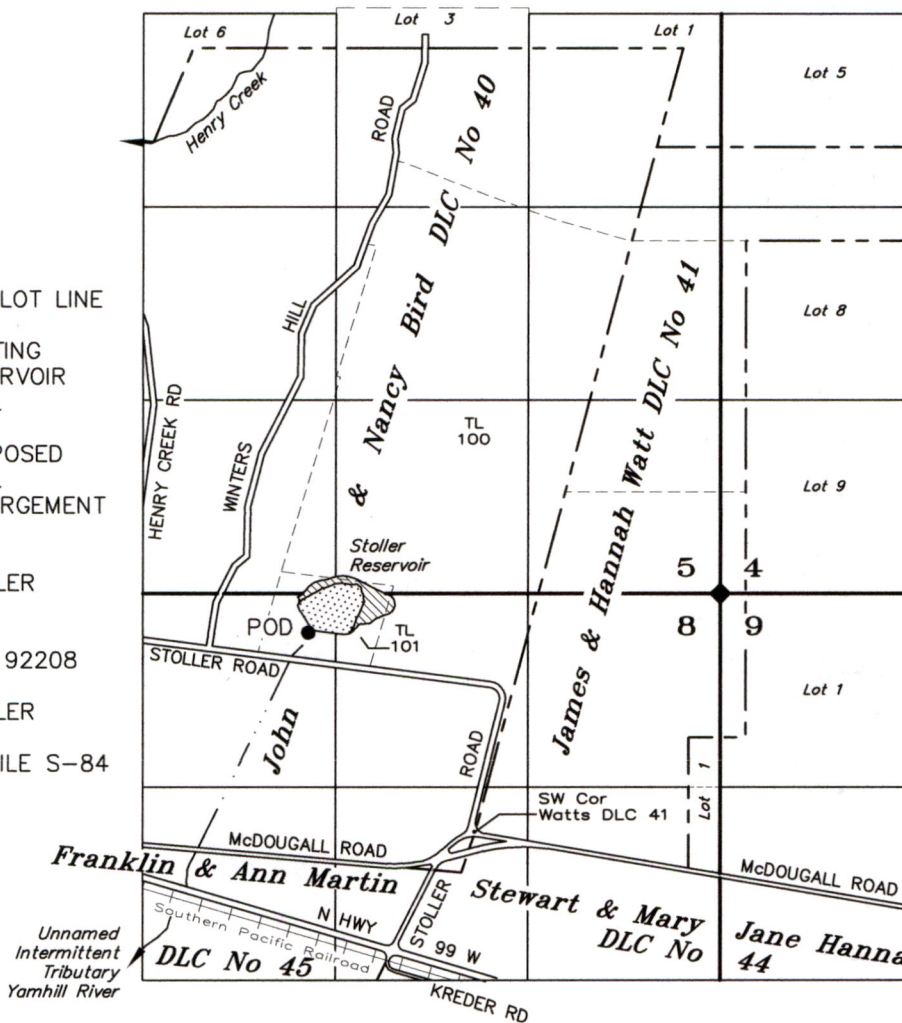 Lot 6
Lot 3
Lot 1
Lot 5
Henry Creek
ROAD
HILL
WINTERS
HENRY CREEK RD
John & Nancy Bird DLC No 40
James & Hannah Watt DLC No 41
LOT LINE
TING
RVOIR
POSED
RGEMENT
LER
92208
LER
ILE S-84
Lot 8
TL
100
Lot 9
Stoller
Reservoir
5 4
8 9
POD
TL
101
STOLLER ROAD
Lot 1
ROAD
Lot 1
SW Cor
Watts DLC 41
McDOUGALL ROAD
McDOUGALL ROAD
Franklin & Ann Martin
DLC No 45
Stewart & Mary Jane Hanna
DLC No 44
STOLLER
N HWY 99 W
Southern Pacific Railroad
Unnamed
Intermittent
Tributary
Yamhill River
KREDER RD